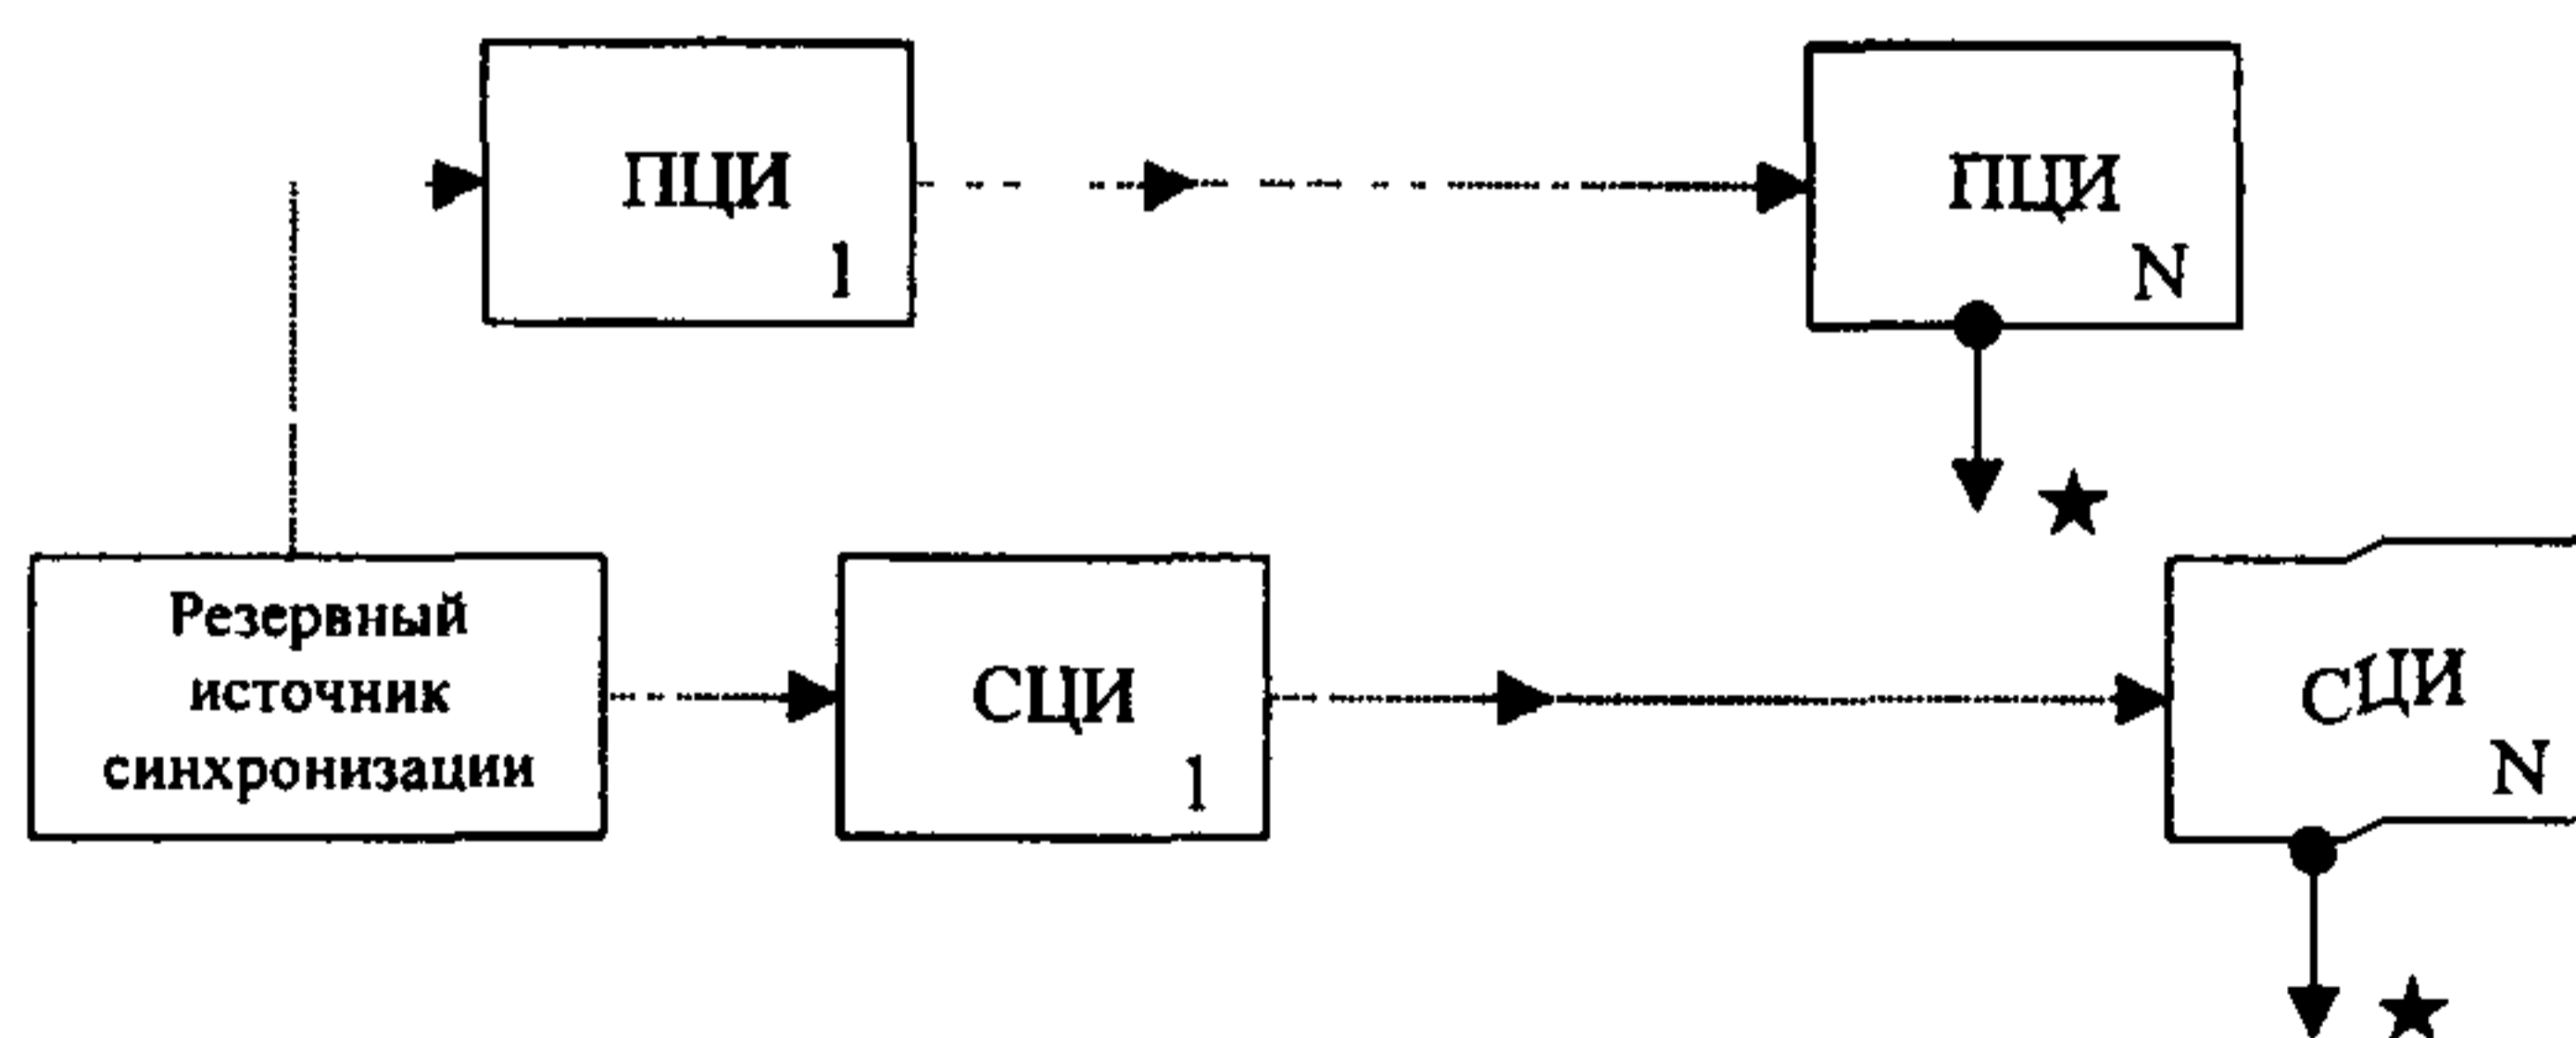 ПЦИ
1
ПЦИ
N
Резервный
источник
синхронизации
СЦИ
1
СЦИ
N